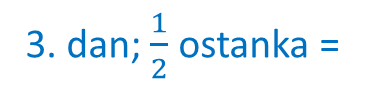 3. dan; 1/2 ostanka =